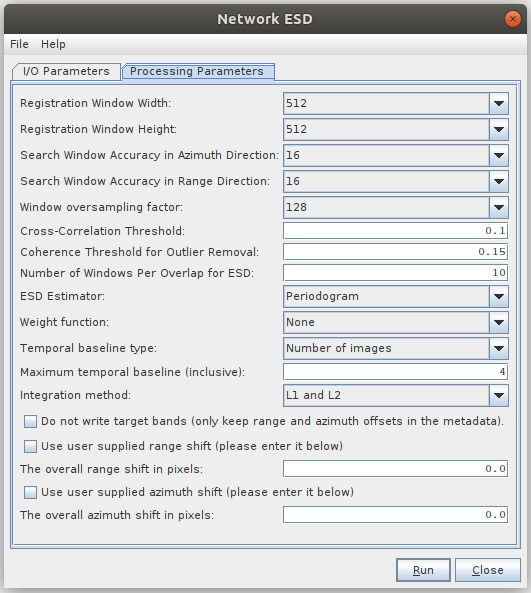 Network ESD
File Help
I/O Parameters Processing Parameters
Registration Window Width: 512
Registration Window Height: 512
Search Window Accuracy in Azimuth Direction: 16
Search Window Accuracy in Range Direction: 16
Window oversampling factor: 128
Cross-Correlation Threshold: 0.1
Coherence Threshold for Outlier Removal: 0.15
Number of Windows Per Overlap for ESD: 10
ESD Estimator: Periodogram
Weight function: None
Temporal baseline type: Number of images
Maximum temporal baseline (inclusive): 4
Integration method: L1 and L2
Do not write target bands (only keep range and azimuth offsets in the metadata).
Use user supplied range shift (please enter it below)
The overall range shift in pixels: 0.0
Use user supplied azimuth shift (please enter it below)
The overall azimuth shift in pixels: 0.0
Run Close